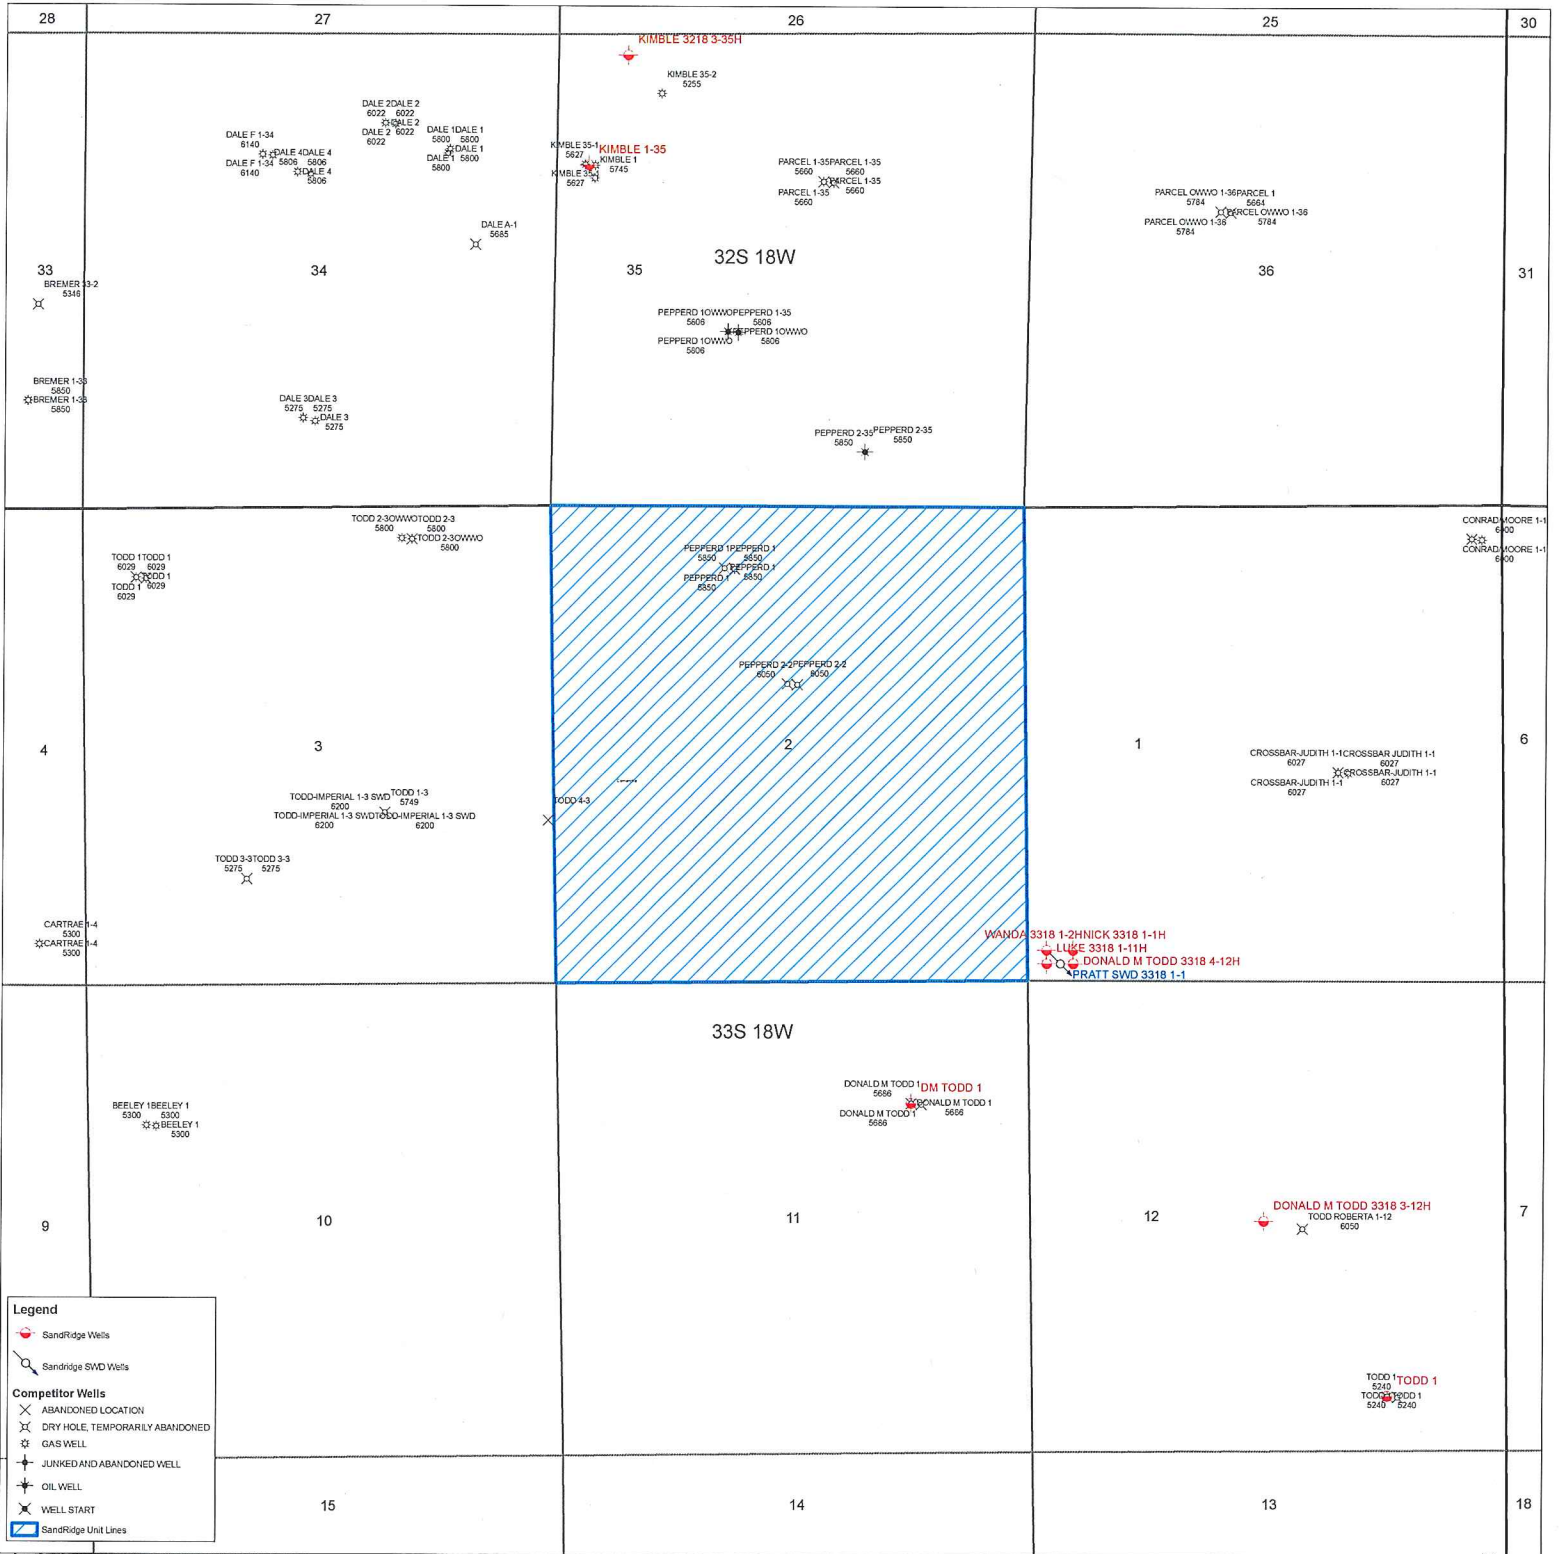 28
27
26
25
30
KIMBLE 3218 3-35H
KIMBLE 35-2
5255
DALE 2DALE 2
6022 6022
DALE 2
DALE 2 6022
6022
DALE F 1-34
6140
DALE F 1-34
6140
DALE 4DALE 4
5806 5806
DALE 4
5806
DALE 1DALE 1
5800 5800
DALE 1
DALE 1 5800
5800
KIMBLE 35-1
5627
KIMBLE 1-35
KIMBLE 1
5745
KIMBLE 35-1
5627
PARCEL 1-35PARCEL 1-35
5660 5660
PARCEL 1-35
PARCEL 1-35 5660
5660
PARCEL OWWO 1-36PARCEL 1
5784 5664
PARCEL OWWO 1-36
PARCEL OWWO 1-36 5784
5784
DALE A-1
5685
32S 18W
33
34
35
36
31
BREMER 33-2
5346
PEPPERD 1OWWOPEPPERD 1-35
5806 5806
PEPPERD 1OWWO
PEPPERD 1OWWO 5806
5806
BREMER 1-33
5850
BREMER 1-33
5850
DALE 3DALE 3
5275 5275
DALE 3
5275
PEPPERD 2-35PEPPERD 2-35
5850 5850
TODD 2-3OWWOTODD 2-3
5800 5800
TODD 2-3OWWO
5800
CONRAD MOORE 1-1
6000
CONRAD MOORE 1-1
6000
TODD 1TODD 1
6029 6029
TODD 1
TODD 1 6029
6029
PEPPERD 1PEPPERD 1
5850 5850
PEPPERD 1
PEPPERD 1 5850
5850
PEPPERD 2-2PEPPERD 2-2
6050 6050
4
3
2
1
6
CROSSBAR-JUDITH 1-1CROSSBAR JUDITH 1-1
6027 6027
CROSSBAR-JUDITH 1-1
CROSSBAR-JUDITH 1-1 6027
6027
TODD-IMPERIAL 1-3 SWD TODD 1-3
6200 5749
TODD-IMPERIAL 1-3 SWDTODD-IMPERIAL 1-3 SWD
6200 6200
TODD 4-3
TODD 3-3TODD 3-3
5275 5275
CARTRAE 1-4
5300
CARTRAE 1-4
5300
WANDA 3318 1-2HNICK 3318 1-1H
LUKE 3318 1-11H
DONALD M TODD 3318 4-12H
PRATT SWD 3318 1-1
33S 18W
DONALD M TODD 1
5686
DM TODD 1
DONALD M TODD 1
5686
DONALD M TODD 1
5686
BEELEY 1BEELEY 1
5300 5300
BEELEY 1
5300
9
10
11
12
7
DONALD M TODD 3318 3-12H
TODD ROBERTA 1-12
6050
TODD 1
5240
TODD 1
TODD 1TODD 1
5240 5240
15
14
13
18
Legend
SandRidge Wells
Sandridge SWD Wells
Competitor Wells
ABANDONED LOCATION
DRY HOLE, TEMPORARILY ABANDONED
GAS WELL
JUNKED AND ABANDONED WELL
OIL WELL
WELL START
SandRidge Unit Lines